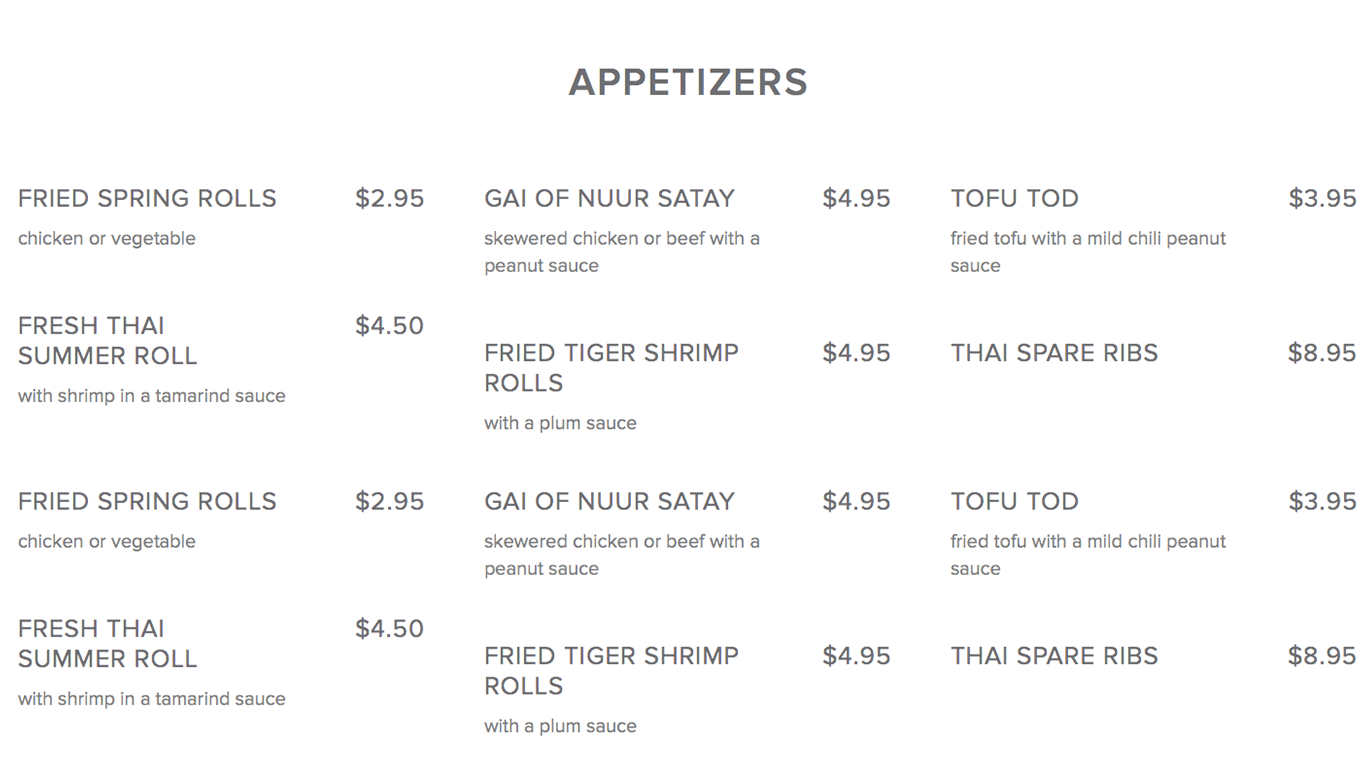 APPETIZERS
FRIED SPRING ROLLS $2.95
chicken or vegetable
FRESH THAI $4.50
SUMMER ROLL
with shrimp in a tamarind sauce
GAI OF NUUR SATAY $4.95
skewered chicken or beef with a
peanut sauce
FRIED TIGER SHRIMP $4.95
ROLLS
with a plum sauce
TOFU TOD $3.95
fried tofu with a mild chili peanut
sauce
THAI SPARE RIBS $8.95
FRIED SPRING ROLLS $2.95
chicken or vegetable
FRESH THAI $4.50
SUMMER ROLL
with shrimp in a tamarind sauce
GAI OF NUUR SATAY $4.95
skewered chicken or beef with a
peanut sauce
FRIED TIGER SHRIMP $4.95
ROLLS
with a plum sauce
TOFU TOD $3.95
fried tofu with a mild chili peanut
sauce
THAI SPARE RIBS $8.95